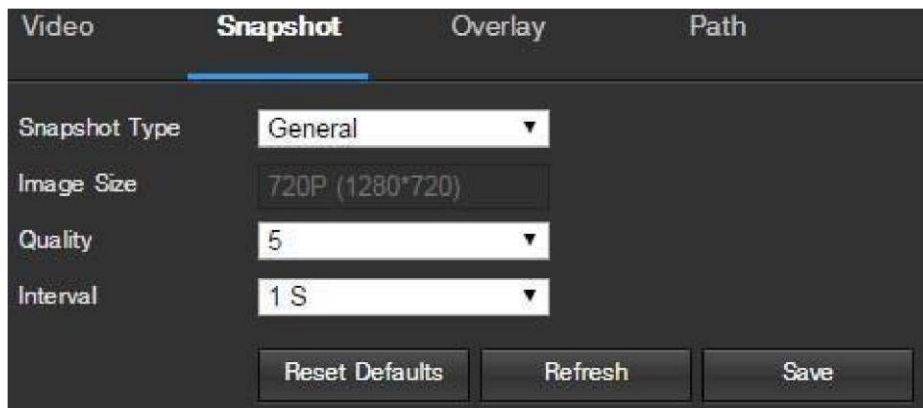 Video Snapshot Overlay Path
Snapshot Type General
Image Size 720P (1280*720)
Quality 5
Interval 1 S
Reset Defaults Refresh Save